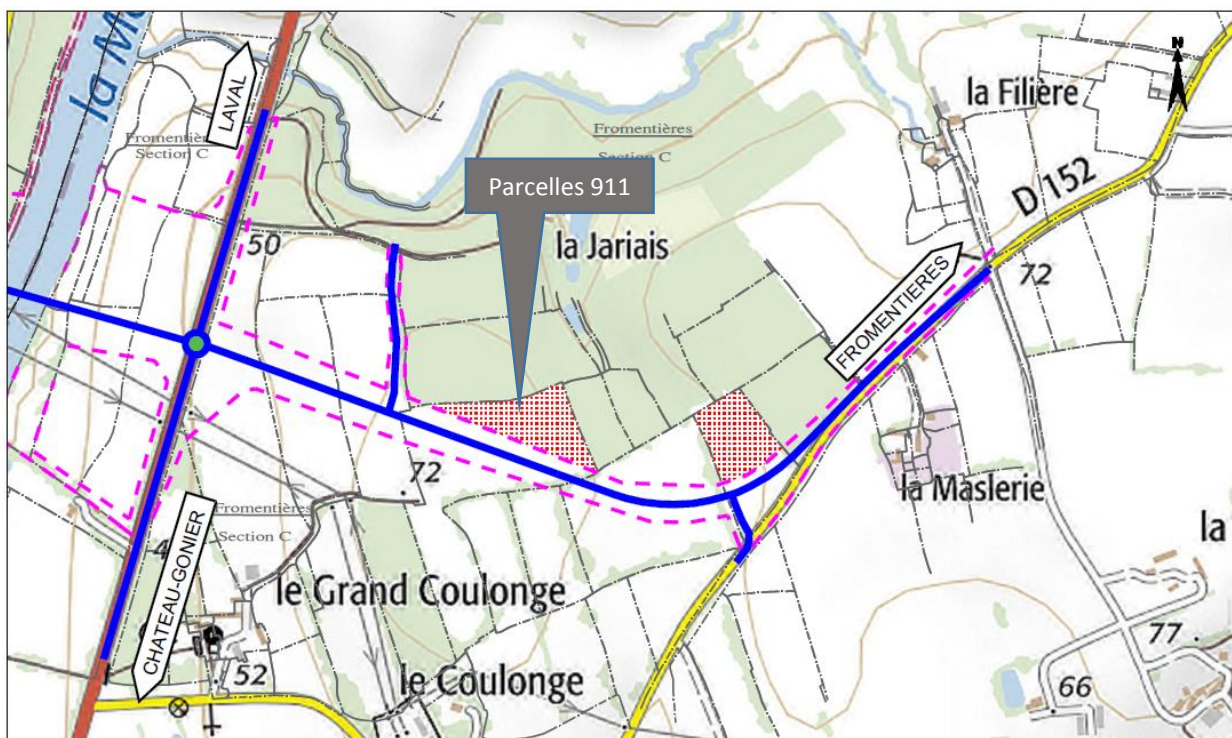 la M
LAVAL
Fromentières
Section C
Fromentières
Section C
Parcelles 911
la Filière
N
D 152
50
la Jariais
72
FROMENTIERES
72
Fromentières
Section C
la Maslerie
la
CHATEAU-GONIER
le Grand Coulonge
52
le Coulonge
77
66